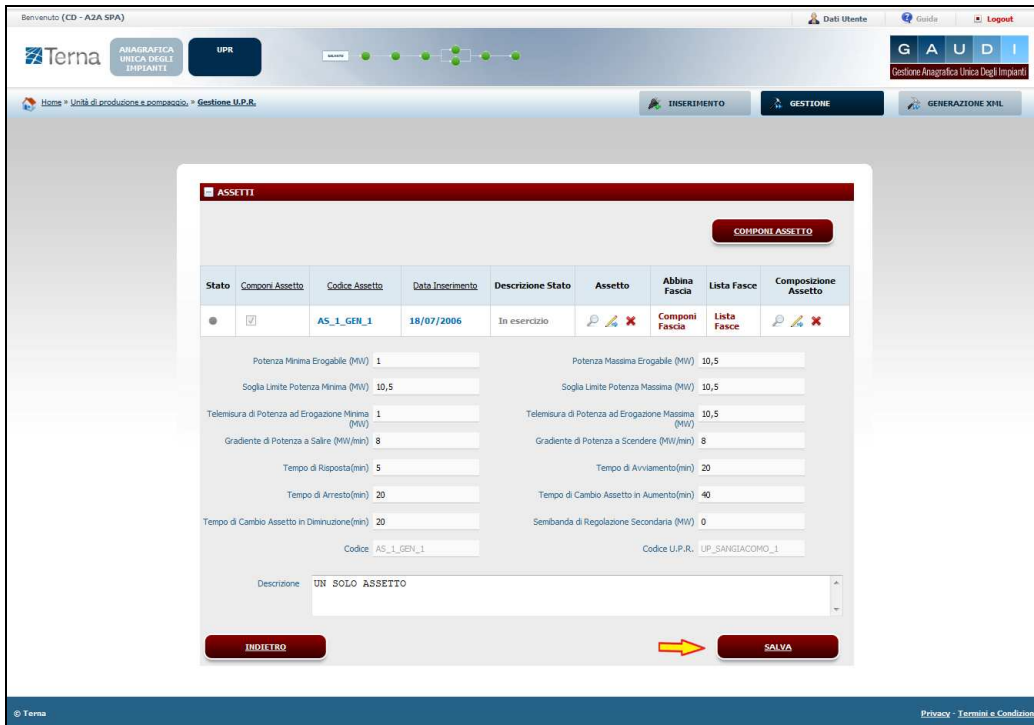 Benvenuto (CD - A2A SPA)
Dati Utente
Guida
Logout
Terna
ANAGRAFICA
UNICA DEGLI
IMPIANTI
UPR
G A U D I
Gestione Anagrafica Unica Degli Impianti
Home » Unità di produzione e pompaggio. » Gestione U.P.R.
INSERIMENTO
GESTIONE
GENERAZIONE XML
ASSETTI
COMPONI ASSETTO
Stato Componi Assetto Codice Assetto Data Inserimento Descrizione Stato Assetto Abbina Fascia Lista Fasce Composizione Assetto
AS_1_GEN_1 18/07/2006 In esercizio Componi Fascia Lista Fasce
Potenza Minima Erogabile (MW) 1 Potenza Massima Erogabile (MW) 10,5
Soglia Limite Potenza Minima (MW) 10,5 Soglia Limite Potenza Massima (MW) 10,5
Telemisura di Potenza ad Erogazione Minima (MW) 1 Telemisura di Potenza ad Erogazione Massima (MW) 10,5
Gradiente di Potenza a Salire (MW/min) 8 Gradiente di Potenza a Scendere (MW/min) 8
Tempo di Risposta(min) 5 Tempo di Avviamento(min) 20
Tempo di Arresto(min) 20 Tempo di Cambio Assetto in Aumento(min) 40
Tempo di Cambio Assetto in Diminuzione(min) 20 Semibanda di Regolazione Secondaria (MW) 0
Codice AS_1_GEN_1 Codice U.P.R. UP_SANGIACOMO_1
Descrizione UN SOLO ASSETTO
INDIETRO
SALVA
© Terna
Privacy - Termini e Condizion